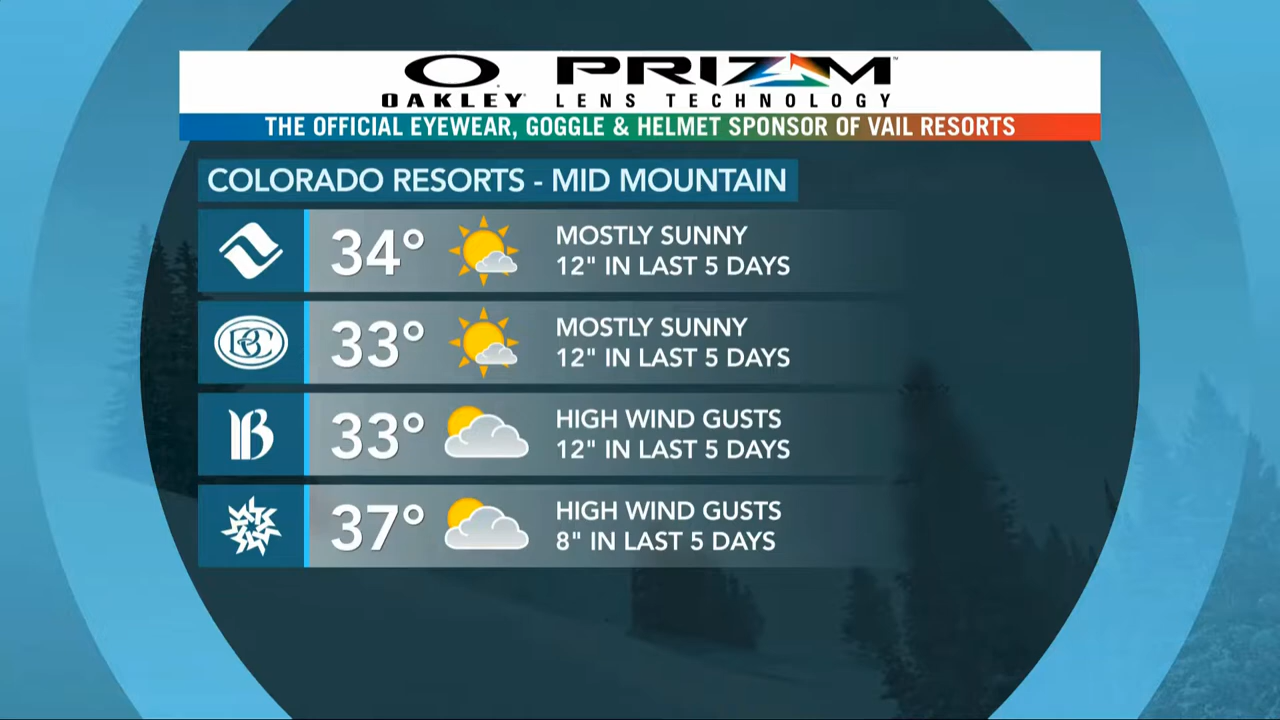 OAKLEY
PRIZM™
LENS TECHNOLOGY
THE OFFICIAL EYEWEAR, GOGGLE & HELMET SPONSOR OF VAIL RESORTS
COLORADO RESORTS - MID MOUNTAIN
34° MOSTLY SUNNY
12" IN LAST 5 DAYS
BC
33° MOSTLY SUNNY
12" IN LAST 5 DAYS
B
33° HIGH WIND GUSTS
12" IN LAST 5 DAYS
37° HIGH WIND GUSTS
8" IN LAST 5 DAYS